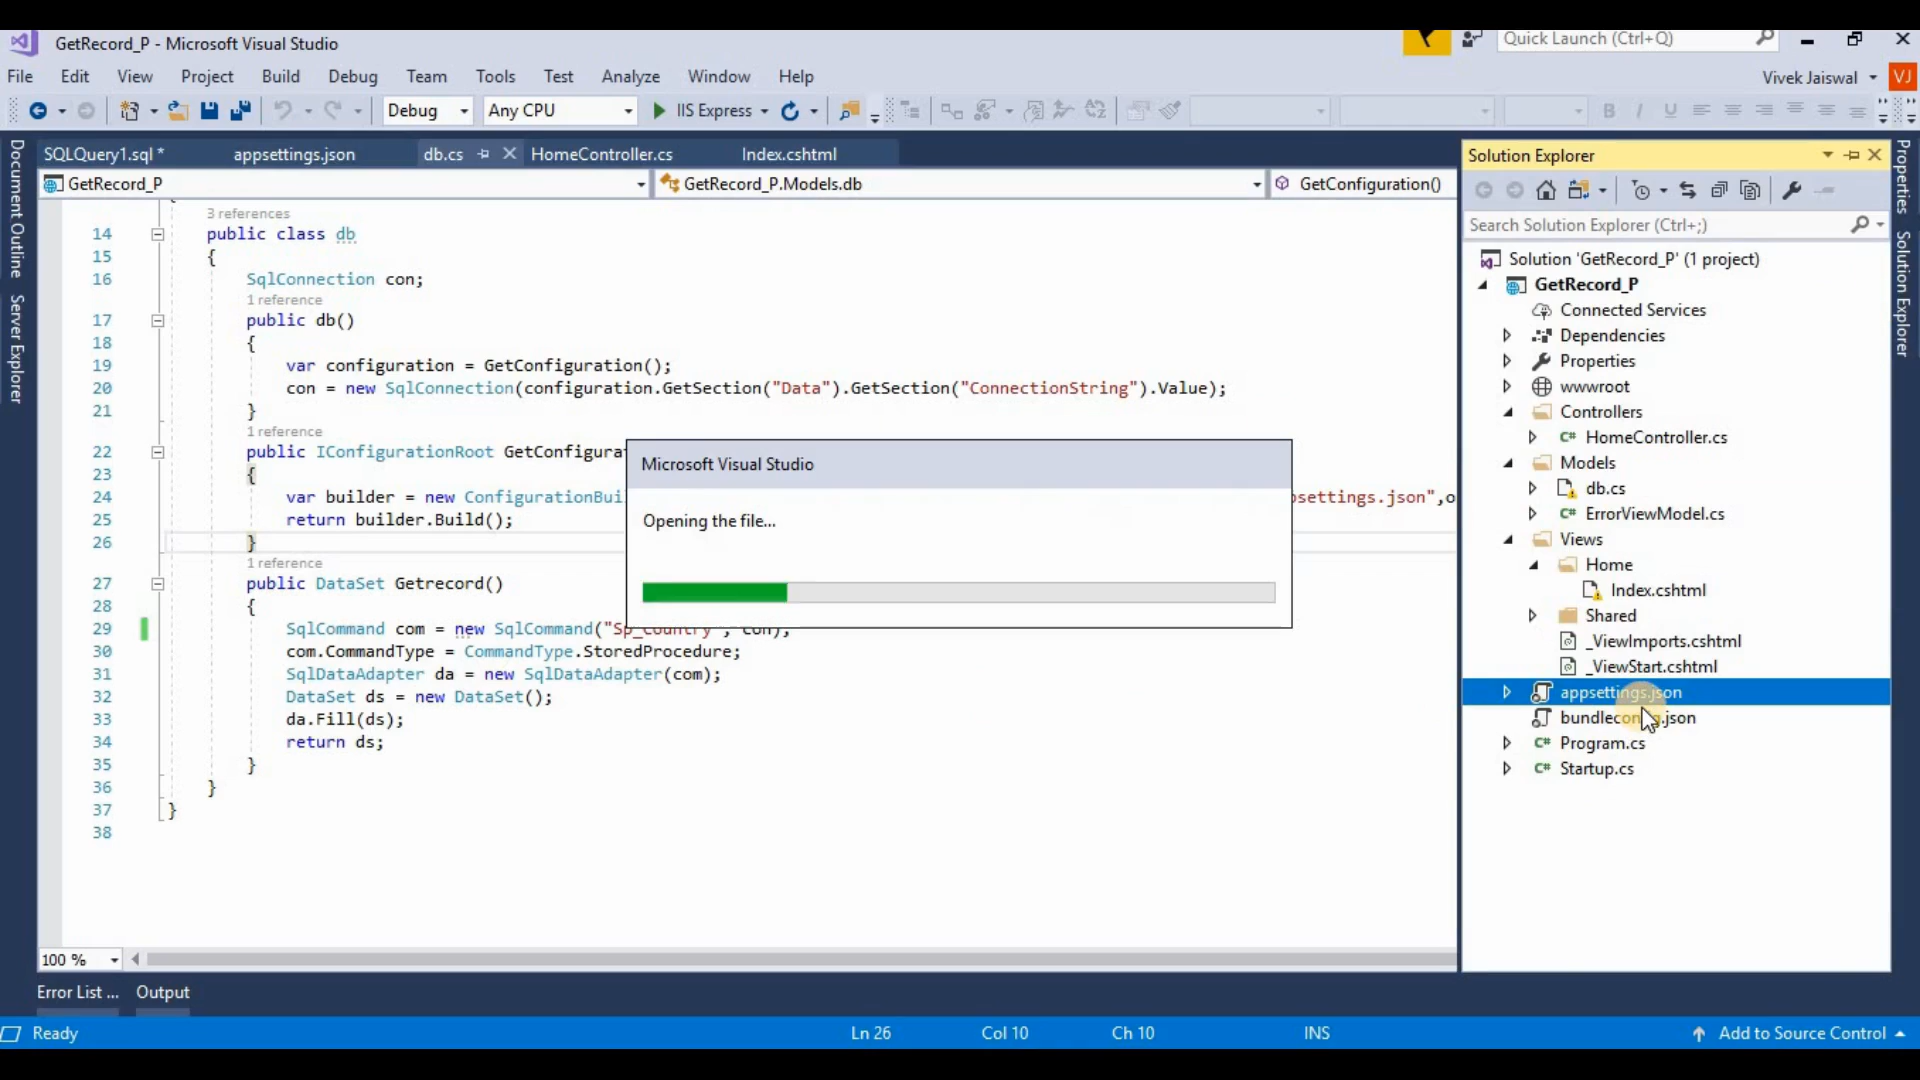 GetRecord_P - Microsoft Visual Studio
Quick Launch (Ctrl+Q)
File Edit View Project Build Debug Team Tools Test Analyze Window Help
Vivek Jaiswal VJ
Debug Any CPU IIS Express
SQLQuery1.sql * appsettings.json db.cs HomeController.cs Index.cshtml
GetRecord_P GetRecord_P.Models.db GetConfiguration()
Document Outline
Server Explorer
3 references
14 public class db
15 {
16 SqlConnection con;
1 reference
17 public db()
18 {
19 var configuration = GetConfiguration();
20 con = new SqlConnection(configuration.GetSection("Data").GetSection("ConnectionString").Value);
21 }
1 reference
22 public IConfigurationRoot GetConfigurat
23 {
24 var builder = new ConfigurationBui psettings.json",o
25 return builder.Build();
26 }
1 reference
27 public DataSet Getrecord()
28 {
29 SqlCommand com = new SqlCommand("Sp_Country", con);
30 com.CommandType = CommandType.StoredProcedure;
31 SqlDataAdapter da = new SqlDataAdapter(com);
32 DataSet ds = new DataSet();
33 da.Fill(ds);
34 return ds;
35 }
36 }
37 }
38
Microsoft Visual Studio
Opening the file...
100 %
Solution Explorer
Search Solution Explorer (Ctrl+;)
Solution 'GetRecord_P' (1 project)
GetRecord_P
Connected Services
Dependencies
Properties
wwwroot
Controllers
C# HomeController.cs
Models
db.cs
C# ErrorViewModel.cs
Views
Home
Index.cshtml
Shared
_ViewImports.cshtml
_ViewStart.cshtml
appsettings.json
bundleconfig.json
C# Program.cs
C# Startup.cs
Properties
Solution Explorer
Error List ... Output
Ready Ln 26 Col 10 Ch 10 INS Add to Source Control